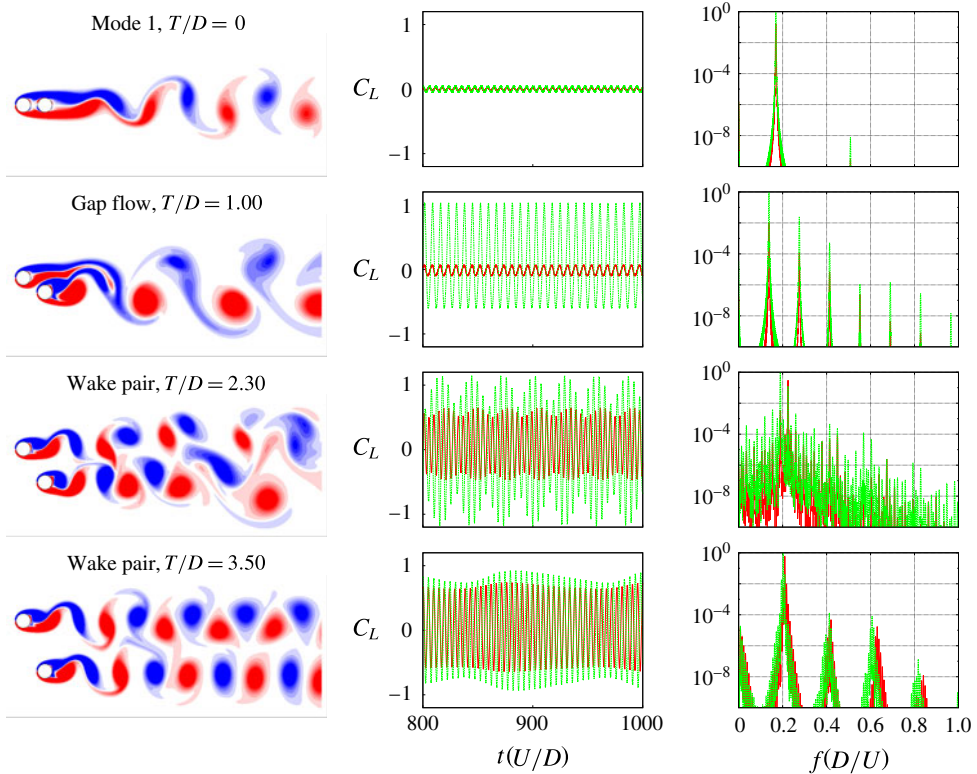 Mode 1, T/D = 0
C_L
1
0
−1
10^0
10^−4
10^−8
Gap flow, T/D = 1.00
C_L
1
0
−1
10^0
10^−4
10^−8
Wake pair, T/D = 2.30
C_L
1
0
−1
10^0
10^−4
10^−8
Wake pair, T/D = 3.50
C_L
1
0
−1
10^0
10^−4
10^−8
800 900 1000
t(U/D)
0 0.2 0.4 0.6 0.8 1.0
f(D/U)